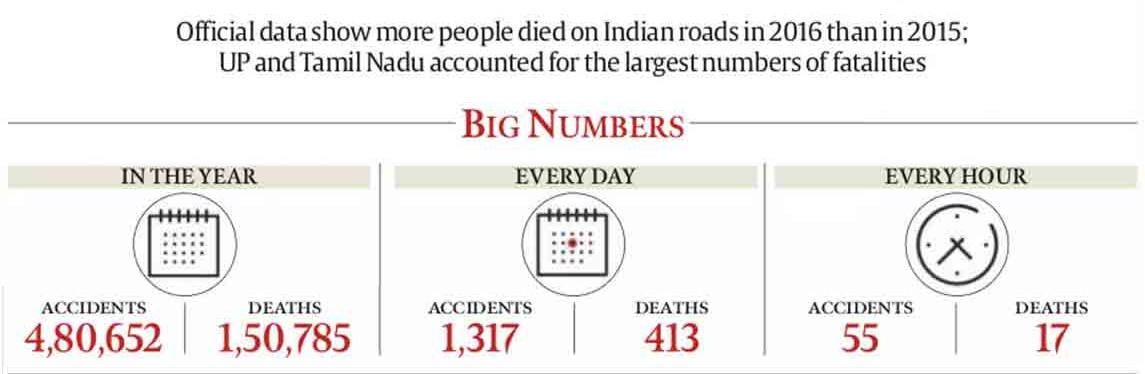 Official data show more people died on Indian roads in 2016 than in 2015;
UP and Tamil Nadu accounted for the largest numbers of fatalities
BIG NUMBERS
IN THE YEAR
ACCIDENTS
4,80,652
DEATHS
1,50,785
EVERY DAY
ACCIDENTS
1,317
DEATHS
413
EVERY HOUR
ACCIDENTS
55
DEATHS
17